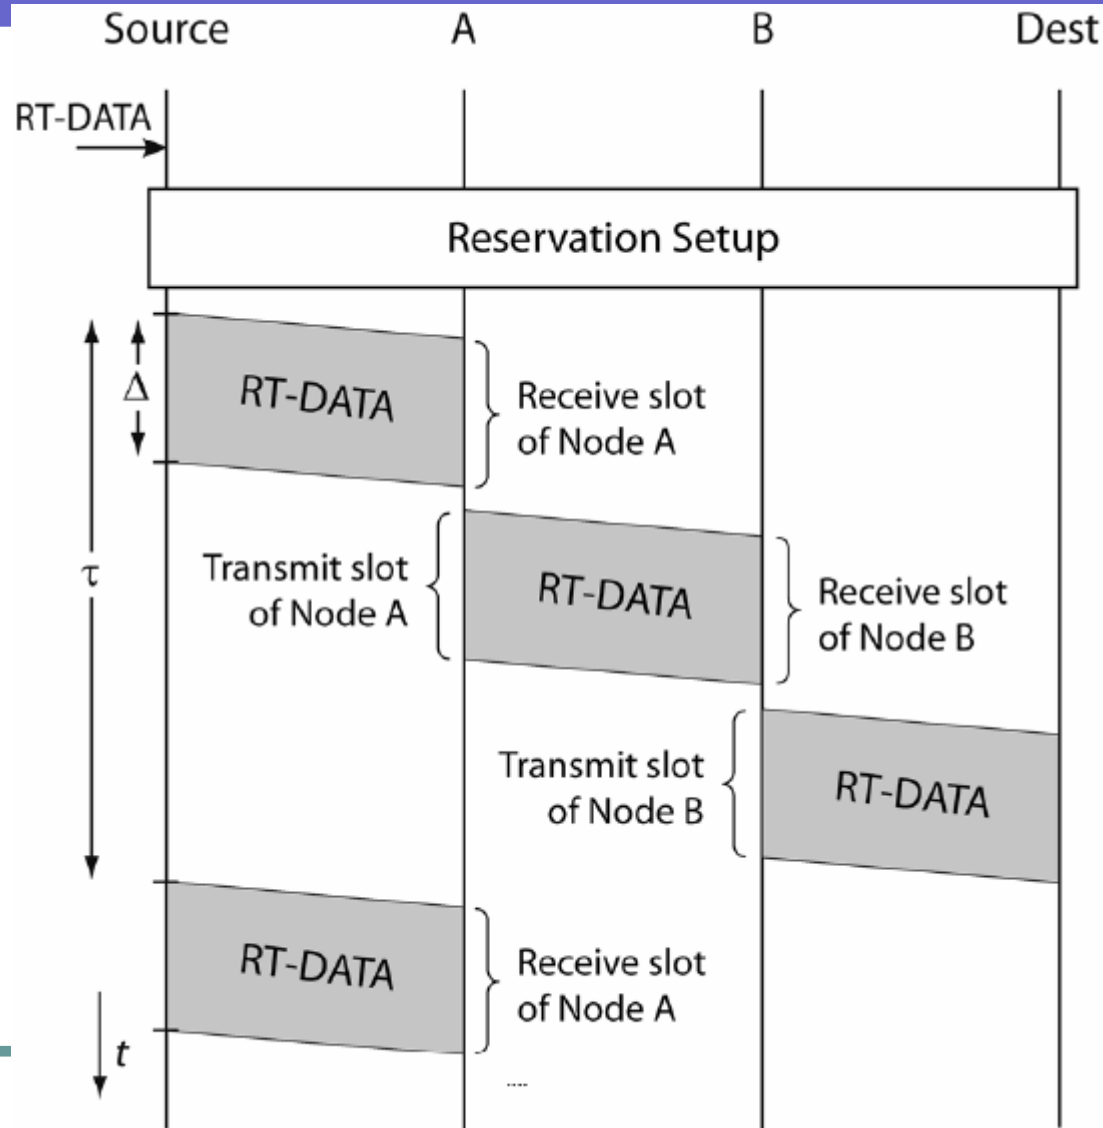 Source A B Dest
RT-DATA
Reservation Setup
Δ
RT-DATA
Receive slot
of Node A
τ
Transmit slot
of Node A
RT-DATA
Receive slot
of Node B
Transmit slot
of Node B
RT-DATA
RT-DATA
Receive slot
of Node A
t
....